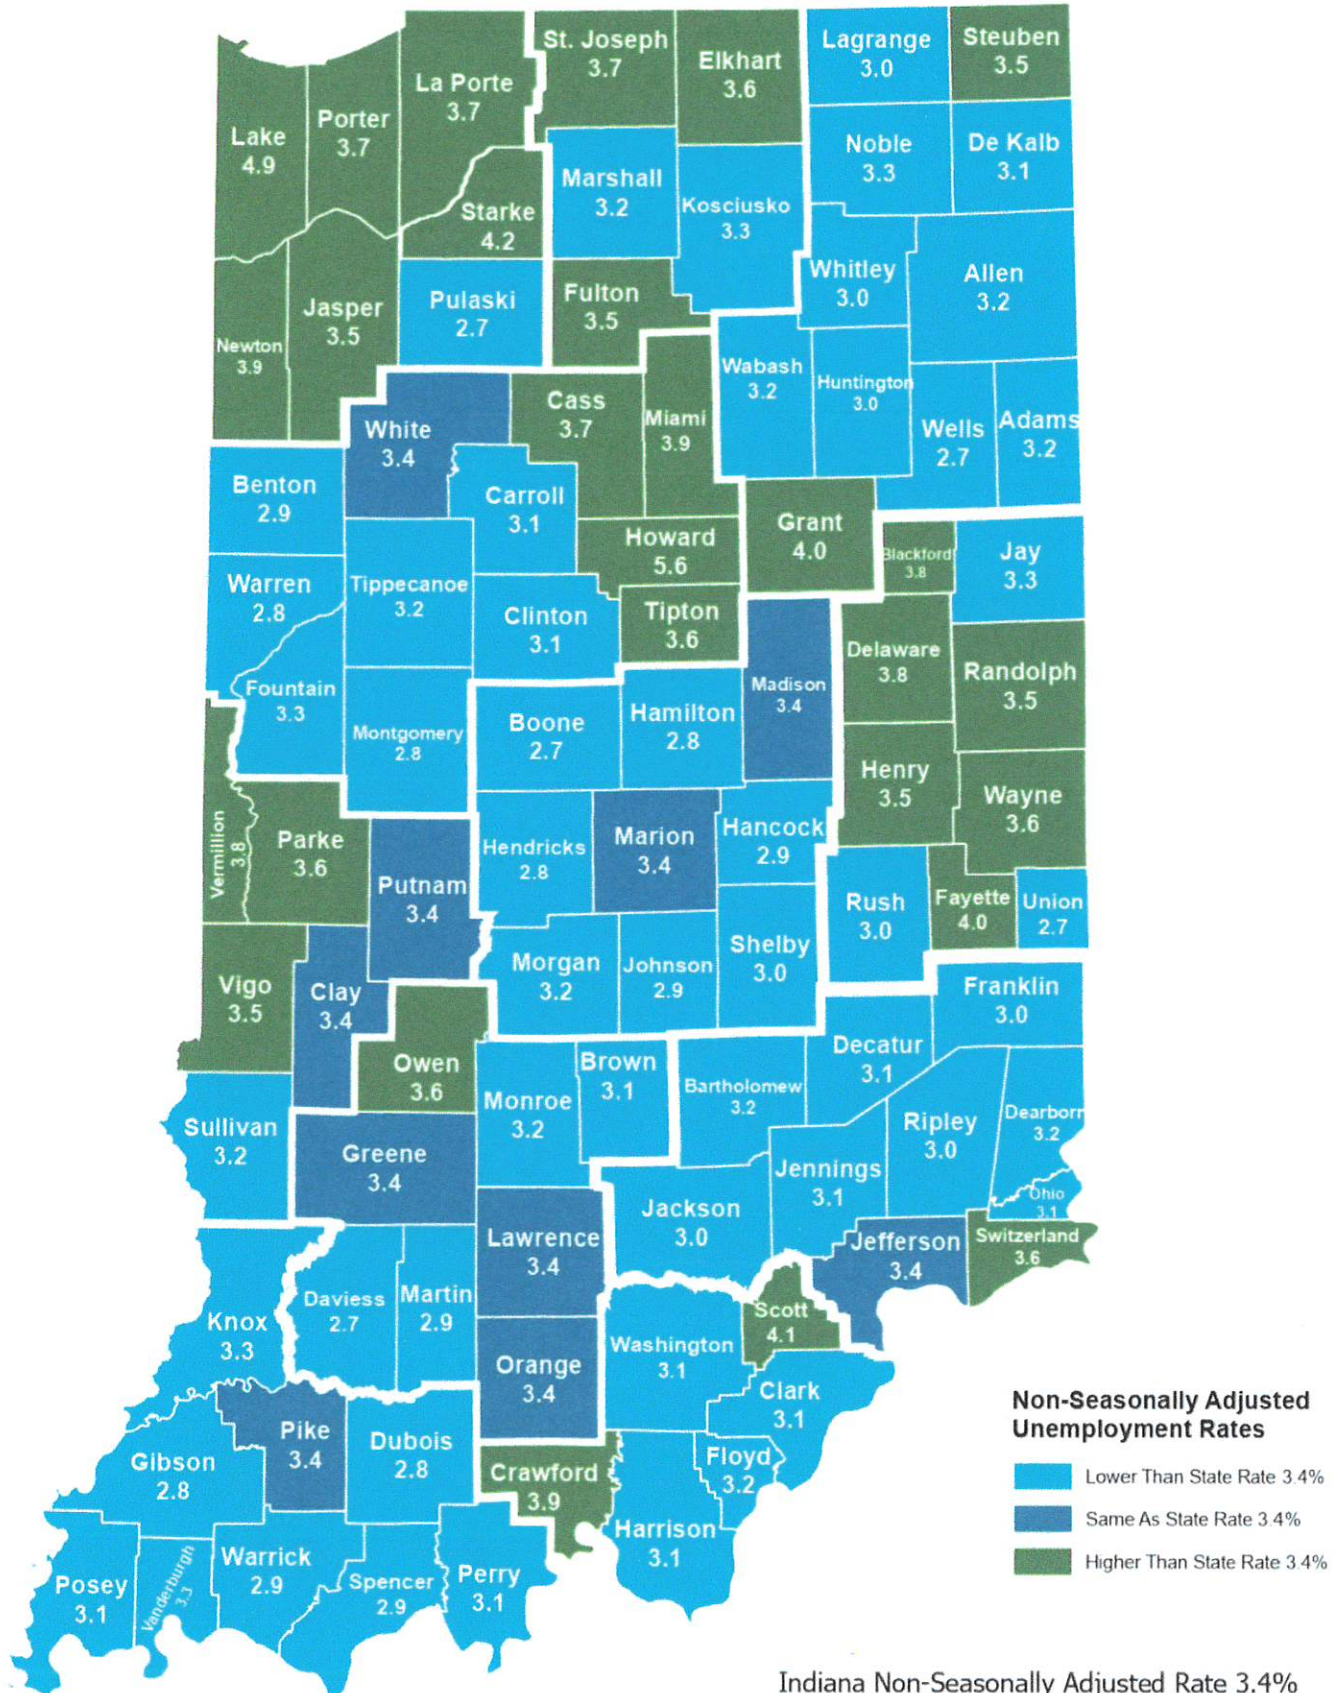 St. Joseph
3.7
Elkhart
3.6
Lagrange
3.0
Steuben
3.5
La Porte
3.7
Porter
3.7
Lake
4.9
Noble
3.3
De Kalb
3.1
Marshall
3.2
Kosciusko
3.3
Starke
4.2
Whitley
3.0
Allen
3.2
Pulaski
2.7
Fulton
3.5
Jasper
3.5
Newton
3.9
Wabash
3.2
Huntington
3.0
Wells
2.7
Adams
3.2
White
3.4
Cass
3.7
Miami
3.9
Benton
2.9
Carroll
3.1
Howard
5.6
Grant
4.0
Blackford
3.8
Jay
3.3
Warren
2.8
Tippecanoe
3.2
Clinton
3.1
Tipton
3.6
Madison
3.4
Delaware
3.8
Randolph
3.5
Fountain
3.3
Montgomery
2.8
Boone
2.7
Hamilton
2.8
Henry
3.5
Wayne
3.6
Vermillion
3.8
Parke
3.6
Putnam
3.4
Hendricks
2.8
Marion
3.4
Hancock
2.9
Rush
3.0
Fayette
4.0
Union
2.7
Vigo
3.5
Clay
3.4
Morgan
3.2
Johnson
2.9
Shelby
3.0
Franklin
3.0
Owen
3.6
Monroe
3.2
Brown
3.1
Bartholomew
3.2
Decatur
3.1
Ripley
3.0
Dearborn
3.2
Sullivan
3.2
Greene
3.4
Jackson
3.0
Jennings
3.1
Ohio
3.1
Lawrence
3.4
Jefferson
3.4
Switzerland
3.6
Knox
3.3
Daviess
2.7
Martin
2.9
Orange
3.4
Washington
3.1
Scott
4.1
Clark
3.1
Gibson
2.8
Pike
3.4
Dubois
2.8
Crawford
3.9
Floyd
3.2
Harrison
3.1
Posey
3.1
Vanderburgh
3.3
Warrick
2.9
Spencer
2.9
Perry
3.1
Non-Seasonally Adjusted
Unemployment Rates
Lower Than State Rate 3.4%
Same As State Rate 3.4%
Higher Than State Rate 3.4%
Indiana Non-Seasonally Adjusted Rate 3.4%